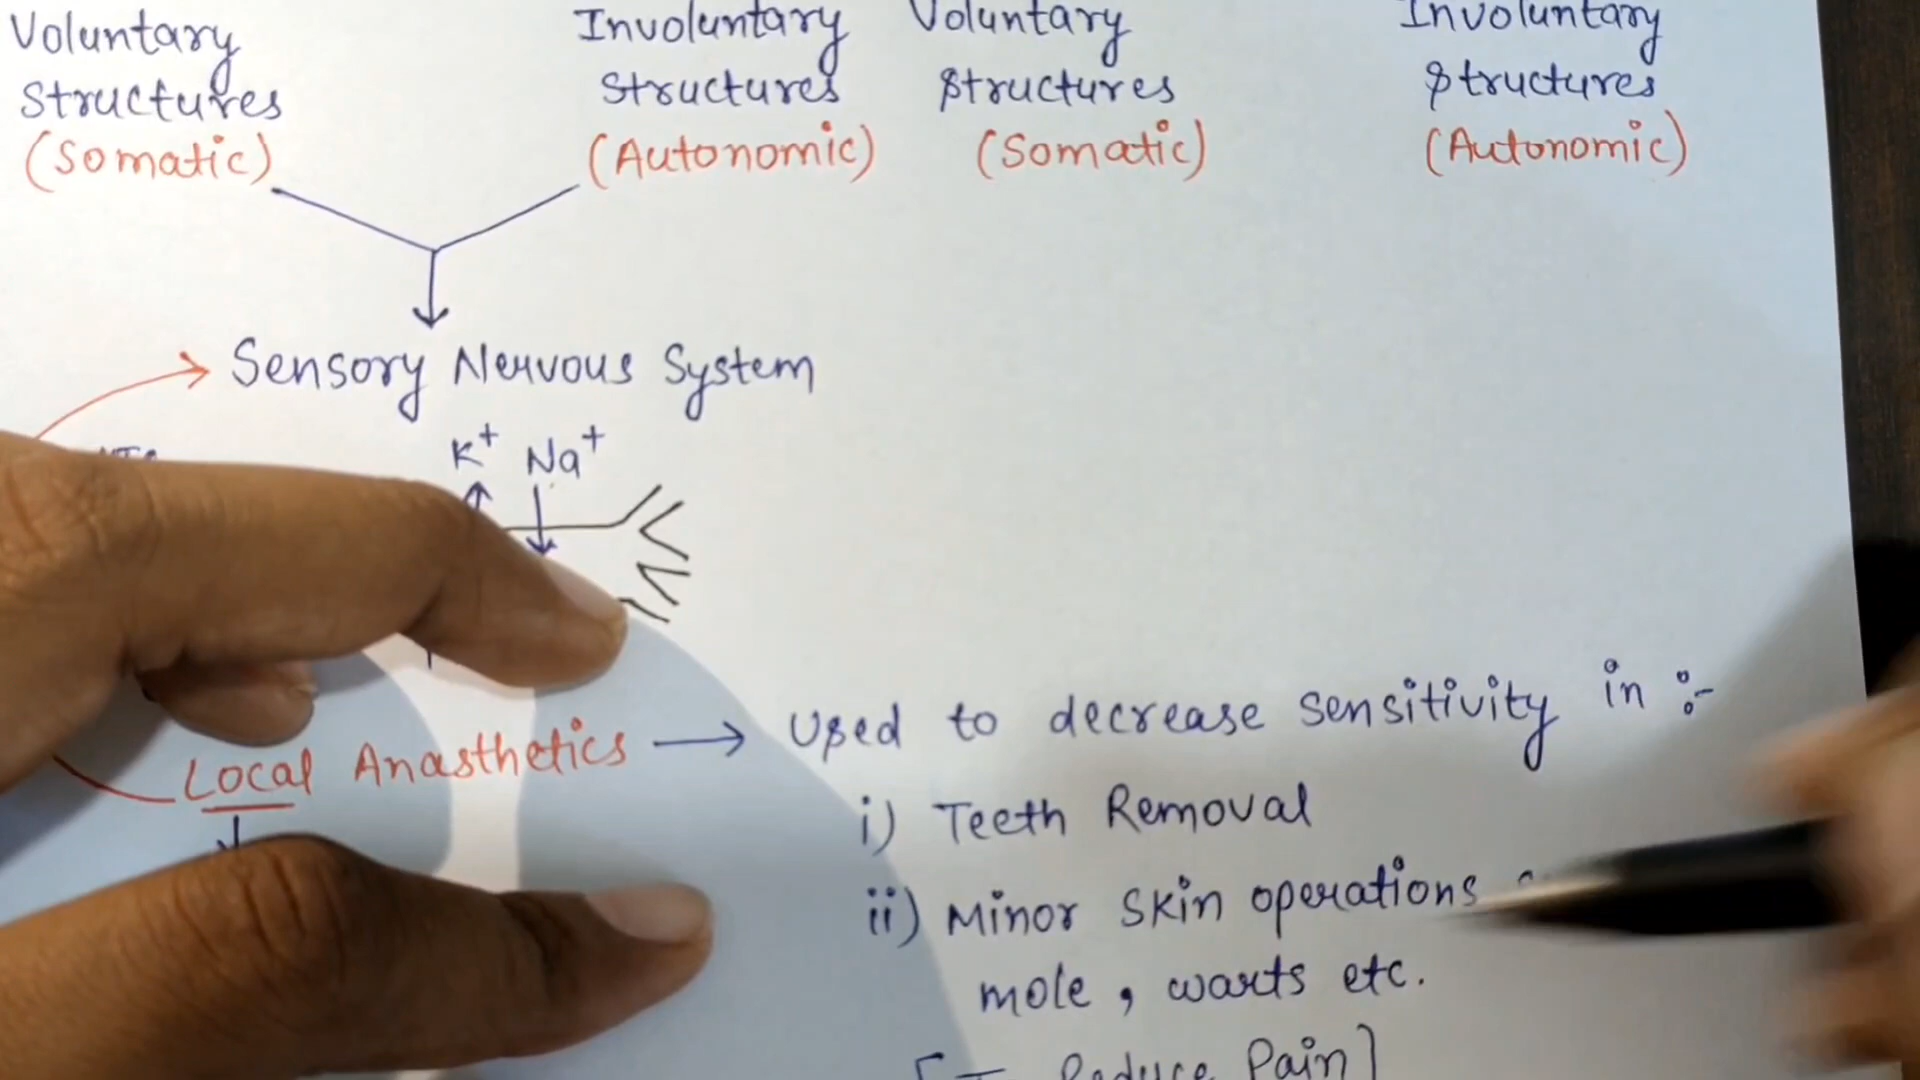 Voluntary Involuntary Voluntary Involuntary
Structures Structures Structures Structures
(Somatic) (Autonomic) (Somatic) (Autonomic)
Sensory Nervous System
K+ Na+
Local Anasthetics → Used to decrease sensitivity in :-
i) Teeth Removal
ii) Minor Skin operations
mole, warts etc.
Reduce Pain]